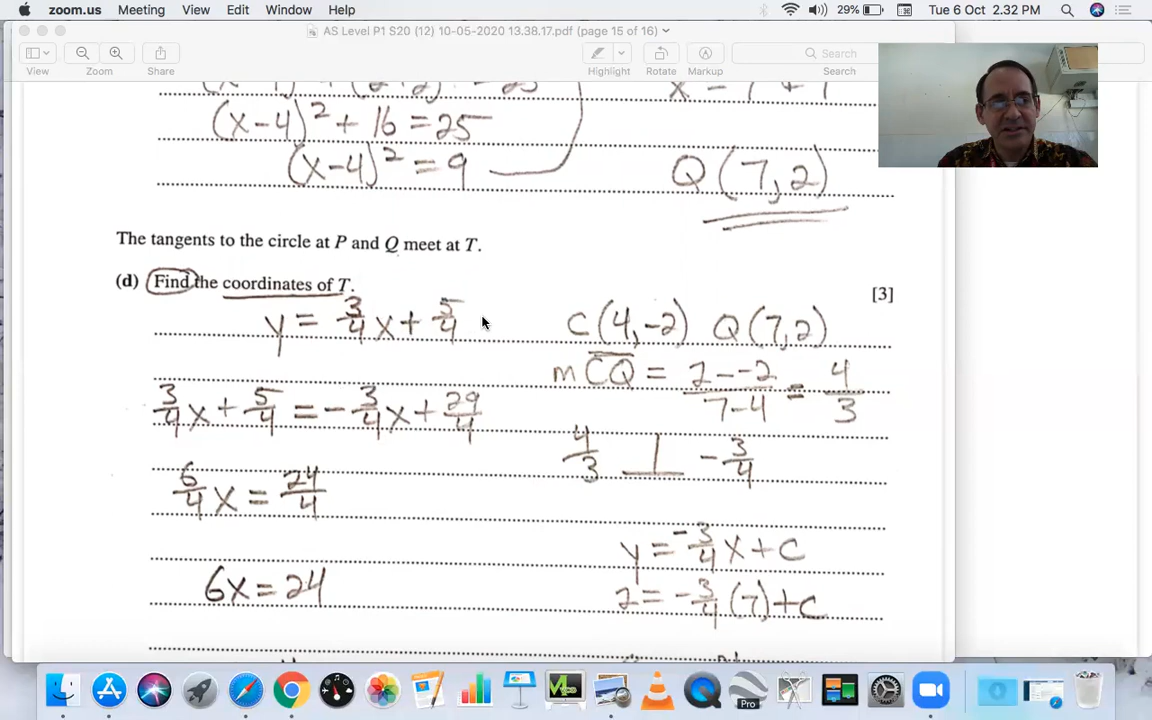 zoom.us Meeting View Edit Window Help 29% Tue 6 Oct 2.32 PM
AS Level P1 S20 (12) 10-05-2020 13.38.17.pdf (page 15 of 16)
View Zoom Share Highlight Rotate Markup Search
Search
(x-4)² + 16 = 25
(x-4)² = 9
Q (7, 2)
The tangents to the circle at P and Q meet at T.
(d) Find the coordinates of T.
[3]
y = 3/4 x + 5/4
C(4, -2) Q(7, 2)
mCQ = 2--2/7-4 = 4/3
3/4 x + 5/4 = -3/4 x + 29/4
4/3 ⊥ -3/4
6/4 x = 24/4
y = -3/4 x + C
6x = 24
2 = -3/4 (7) + C
Pro